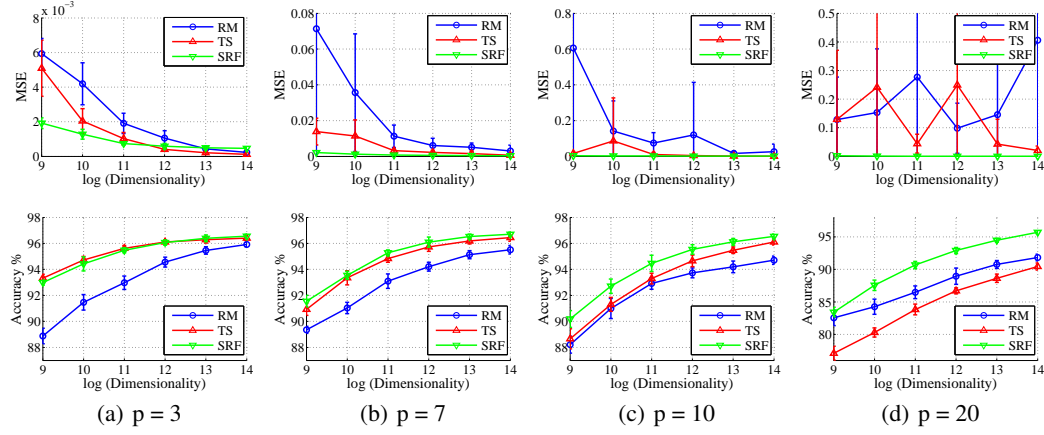 x 10⁻³
8
6
4
2
0
MSE
RM
TS
SRF
9 10 11 12 13 14
log (Dimensionality)
0.08
0.06
0.04
0.02
0
MSE
RM
TS
SRF
9 10 11 12 13 14
log (Dimensionality)
0.8
0.6
0.4
0.2
0
MSE
RM
TS
SRF
9 10 11 12 13 14
log (Dimensionality)
0.5
0.4
0.3
0.2
0.1
0
MSE
RM
TS
SRF
9 10 11 12 13 14
log (Dimensionality)
98
96
94
92
90
88
Accuracy %
RM
TS
SRF
9 10 11 12 13 14
log (Dimensionality)
98
96
94
92
90
88
Accuracy %
RM
TS
SRF
9 10 11 12 13 14
log (Dimensionality)
98
96
94
92
90
88
Accuracy %
RM
TS
SRF
9 10 11 12 13 14
log (Dimensionality)
95
90
85
80
Accuracy %
RM
TS
SRF
9 10 11 12 13 14
log (Dimensionality)
(a) p = 3
(b) p = 7
(c) p = 10
(d) p = 20